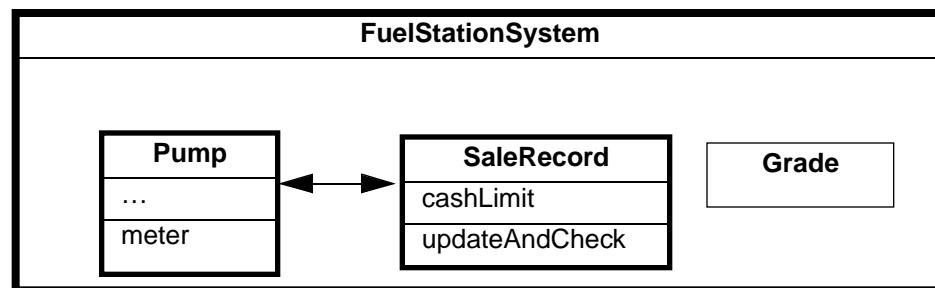 FuelStationSystem
Pump
…
meter
SaleRecord
cashLimit
updateAndCheck
Grade